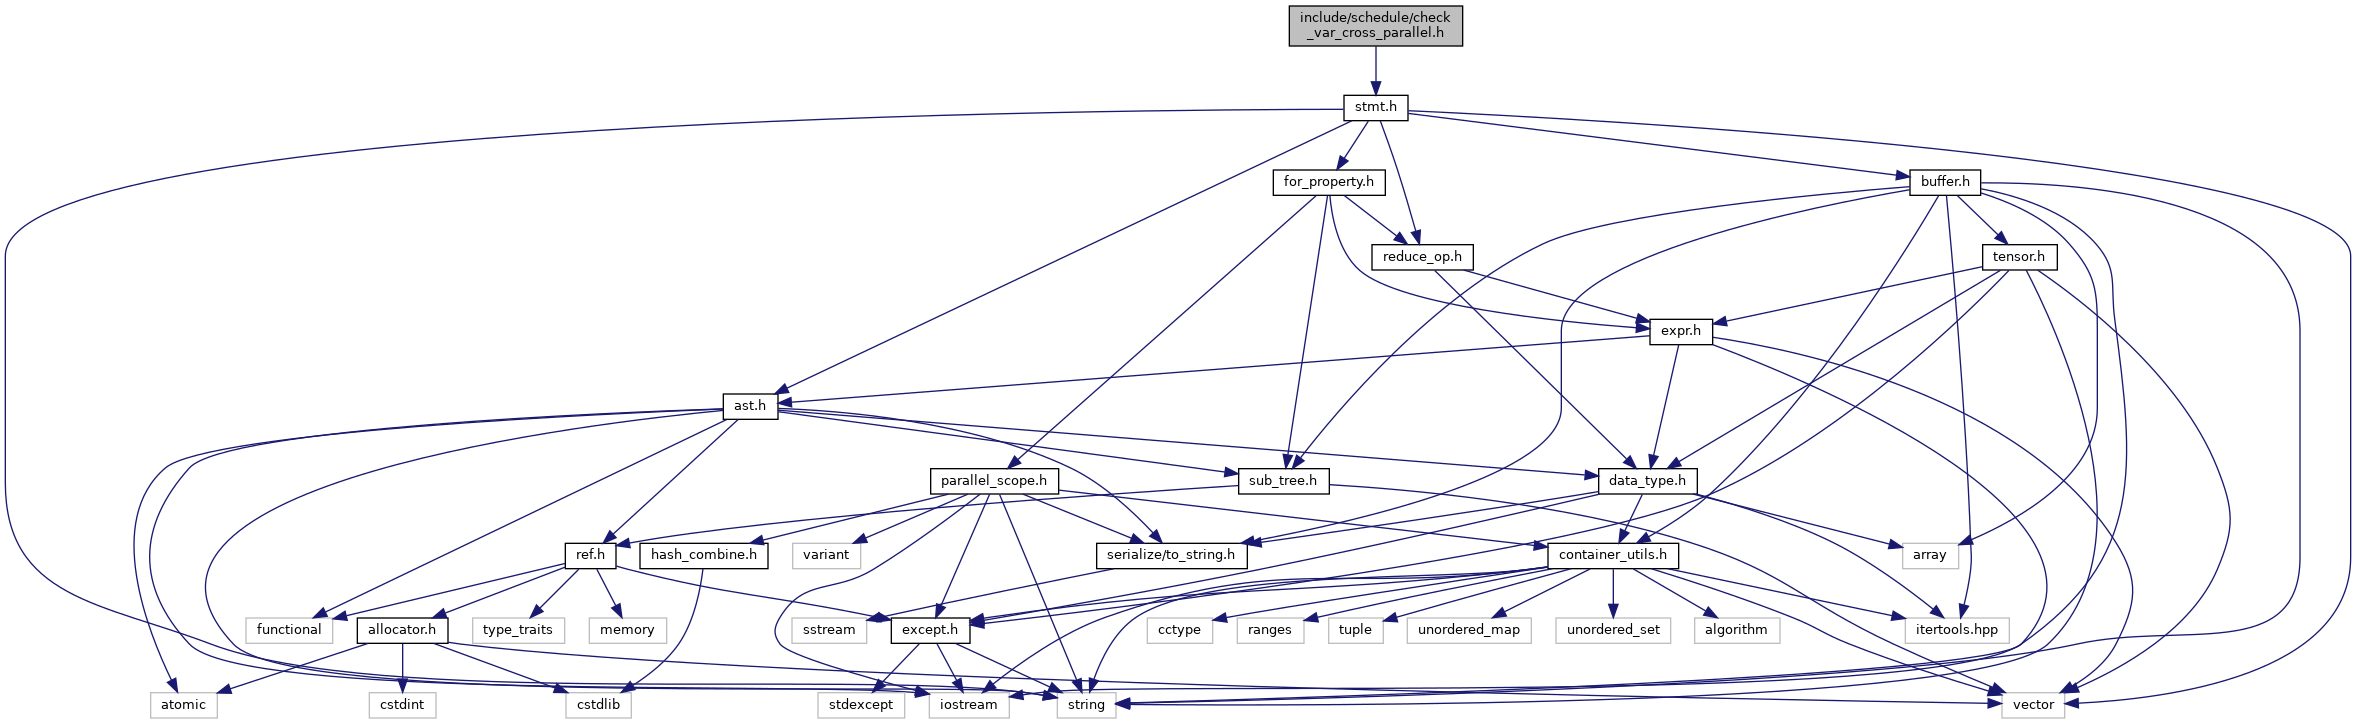 include/schedule/check
_var_cross_parallel.h
stmt.h
for_property.h
buffer.h
reduce_op.h
tensor.h
expr.h
ast.h
parallel_scope.h
sub_tree.h
data_type.h
ref.h
hash_combine.h
variant
serialize/to_string.h
container_utils.h
array
functional
allocator.h
type_traits
memory
sstream
except.h
cctype
ranges
tuple
unordered_map
unordered_set
algorithm
itertools.hpp
atomic
cstdint
cstdlib
stdexcept
iostream
string
vector